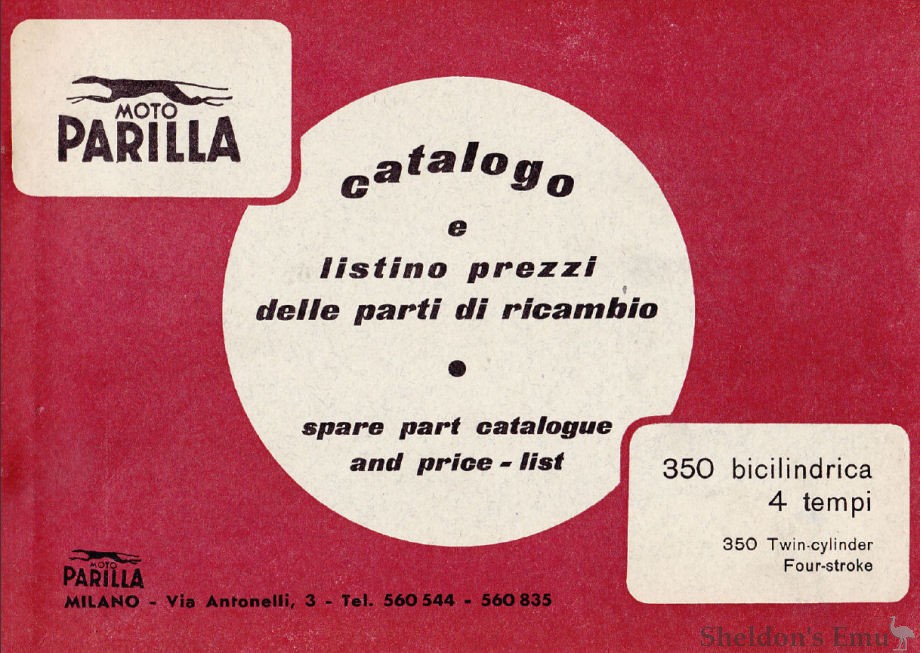 MOTO
PARILLA
catalogo
e
listino prezzi
delle parti di ricambio
•
spare part catalogue
and price - list
350 bicilindrica
4 tempi
350 Twin-cylinder
Four-stroke
MOTO
PARILLA
MILANO - Via Antonelli, 3 - Tel. 560 544 - 560 835
Sheldon's Emu